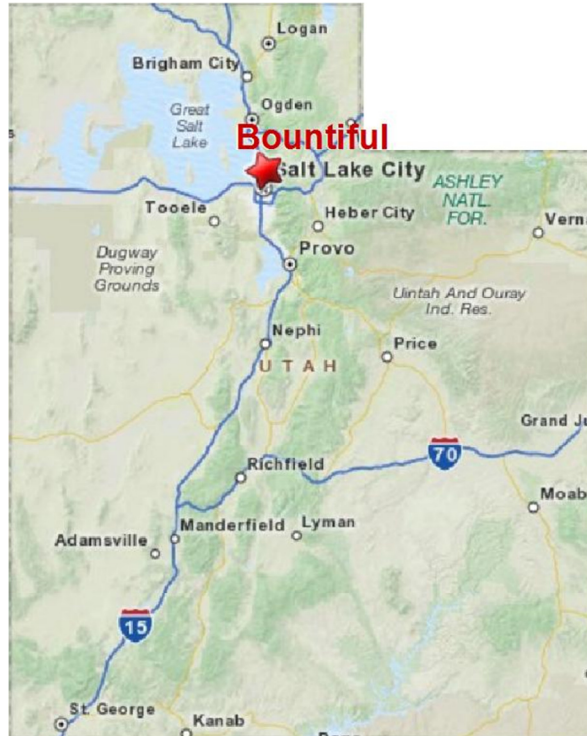 Logan
Brigham City
Great
Salt
Lake
Ogden
Bountiful
Salt Lake City
ASHLEY
NATL.
FOR.
Tooele
Heber City
Vern
Dugway
Proving
Grounds
Provo
Uintah And Ouray
Ind. Res.
Nephi
Price
UTAH
Grand Ju
70
Richfield
Moab
Manderfield
Lyman
Adamsville
15
St. George
Kanab